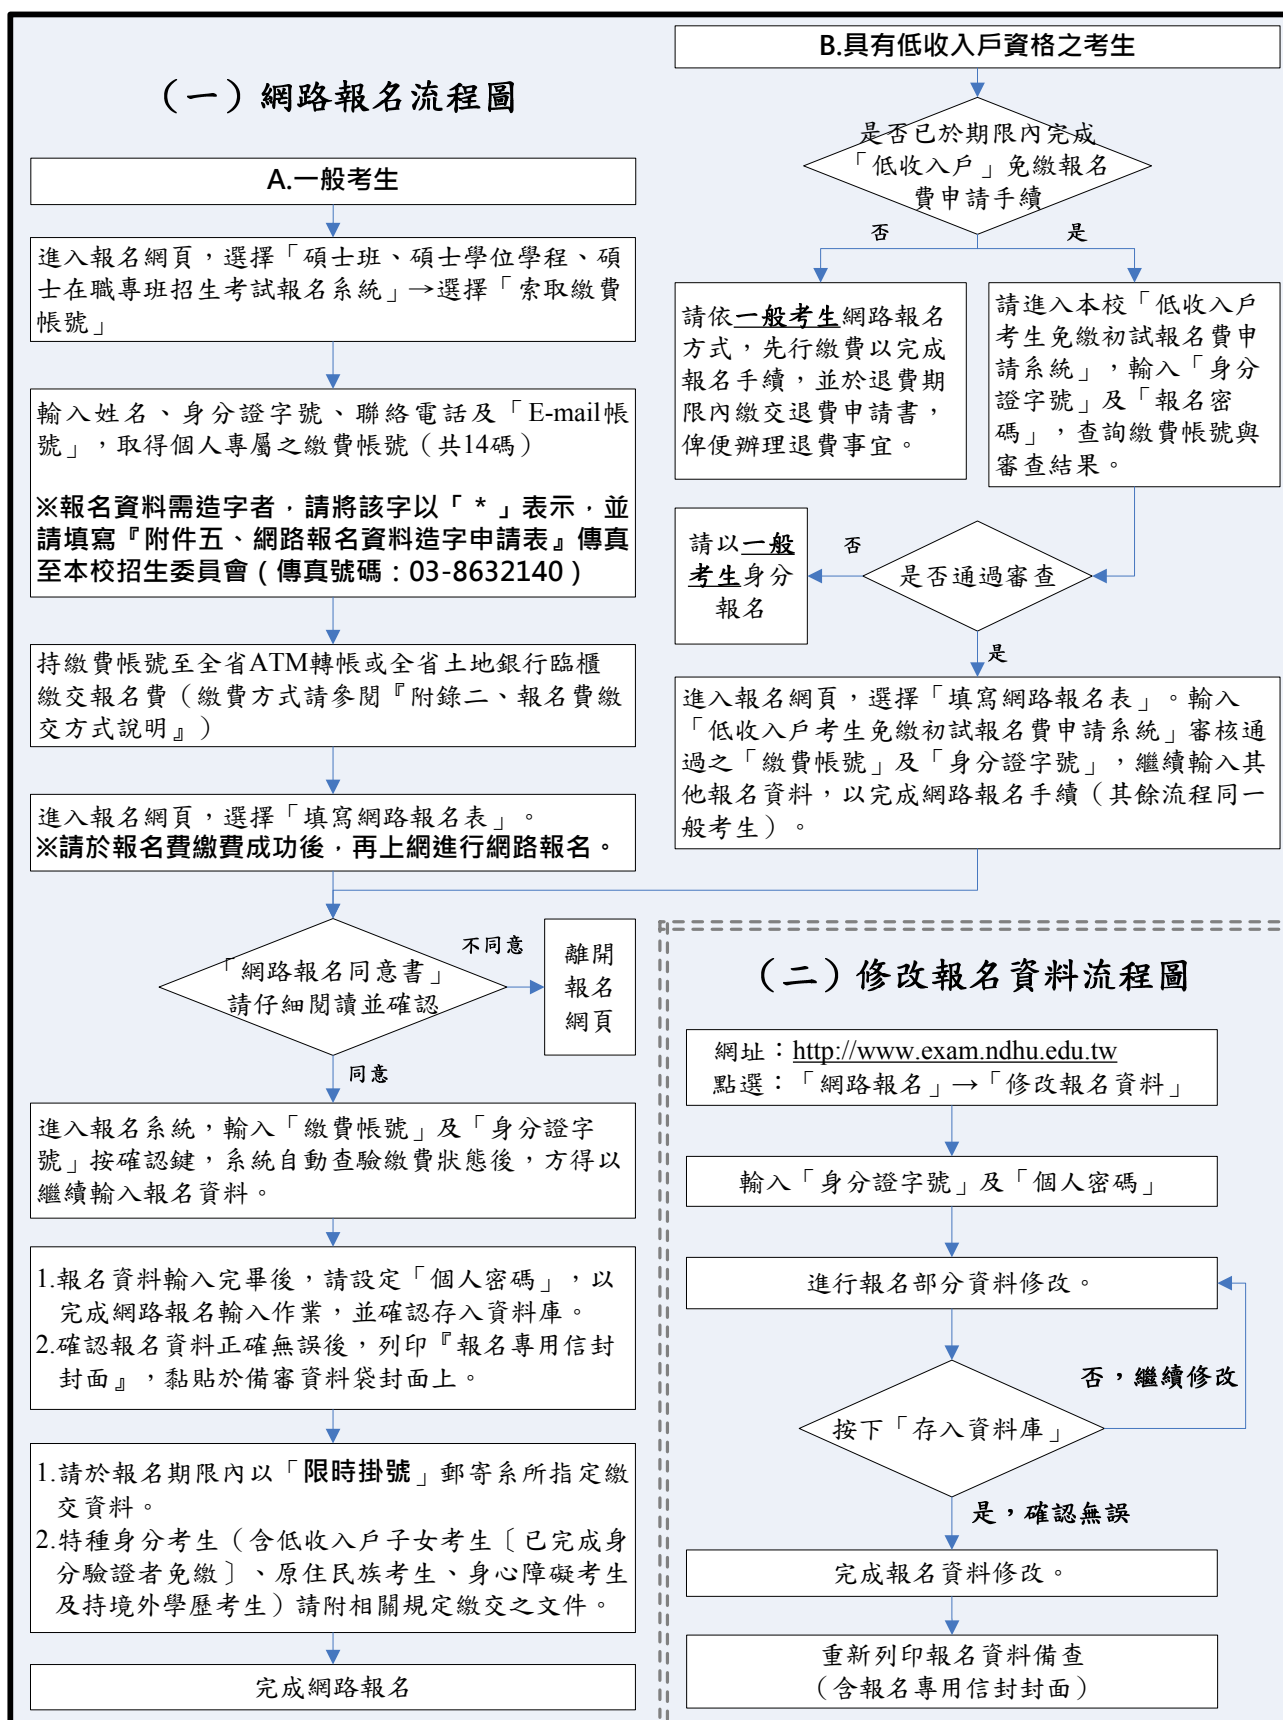 （一）網路報名流程圖
A.一般考生
進入報名網頁，選擇「碩士班、碩士學位學程、碩
士在職專班招生考試報名系統」→選擇「索取繳費
帳號」
輸入姓名、身分證字號、聯絡電話及「E-mail帳
號」，取得個人專屬之繳費帳號（共14碼）
※報名資料需造字者，請將該字以「 * 」表示，並
請填寫『附件五、網路報名資料造字申請表』傳真
至本校招生委員會（傳真號碼：03-8632140）
持繳費帳號至全省ATM轉帳或全省土地銀行臨櫃
繳交報名費（繳費方式請參閱『附錄二、報名費繳
交方式說明』）
進入報名網頁，選擇「填寫網路報名表」。
※請於報名費繳費成功後，再上網進行網路報名。
「網路報名同意書」
請仔細閱讀並確認
不同意
離開
報名
網頁
同意
進入報名系統，輸入「繳費帳號」及「身分證字
號」按確認鍵，系統自動查驗繳費狀態後，方得以
繼續輸入報名資料。
1.報名資料輸入完畢後，請設定「個人密碼」，以
完成網路報名輸入作業，並確認存入資料庫。
2.確認報名資料正確無誤後，列印『報名專用信封
封面』，黏貼於備審資料袋封面上。
1.請於報名期限內以「限時掛號」郵寄系所指定繳
交資料。
2.特種身分考生（含低收入戶子女考生〔已完成身
分驗證者免繳〕、原住民族考生、身心障礙考生
及持境外學歷考生）請附相關規定繳交之文件。
完成網路報名
B.具有低收入戶資格之考生
是否已於期限內完成
「低收入戶」免繳報名
費申請手續
否
是
請依一般考生網路報名
方式，先行繳費以完成
報名手續，並於退費期
限內繳交退費申請書，
俾便辦理退費事宜。
請進入本校「低收入戶
考生免繳初試報名費申
請系統」，輸入「身分
證字號」及「報名密
碼」，查詢繳費帳號與
審查結果。
是否通過審查
否
請以一般
考生身分
報名
是
進入報名網頁，選擇「填寫網路報名表」。輸入
「低收入戶考生免繳初試報名費申請系統」審核通
過之「繳費帳號」及「身分證字號」，繼續輸入其
他報名資料，以完成網路報名手續（其餘流程同一
般考生）。
（二）修改報名資料流程圖
網址：http://www.exam.ndhu.edu.tw
點選：「網路報名」→「修改報名資料」
輸入「身分證字號」及「個人密碼」
進行報名部分資料修改。
否，繼續修改
按下「存入資料庫」
是，確認無誤
完成報名資料修改。
重新列印報名資料備查
（含報名專用信封封面）